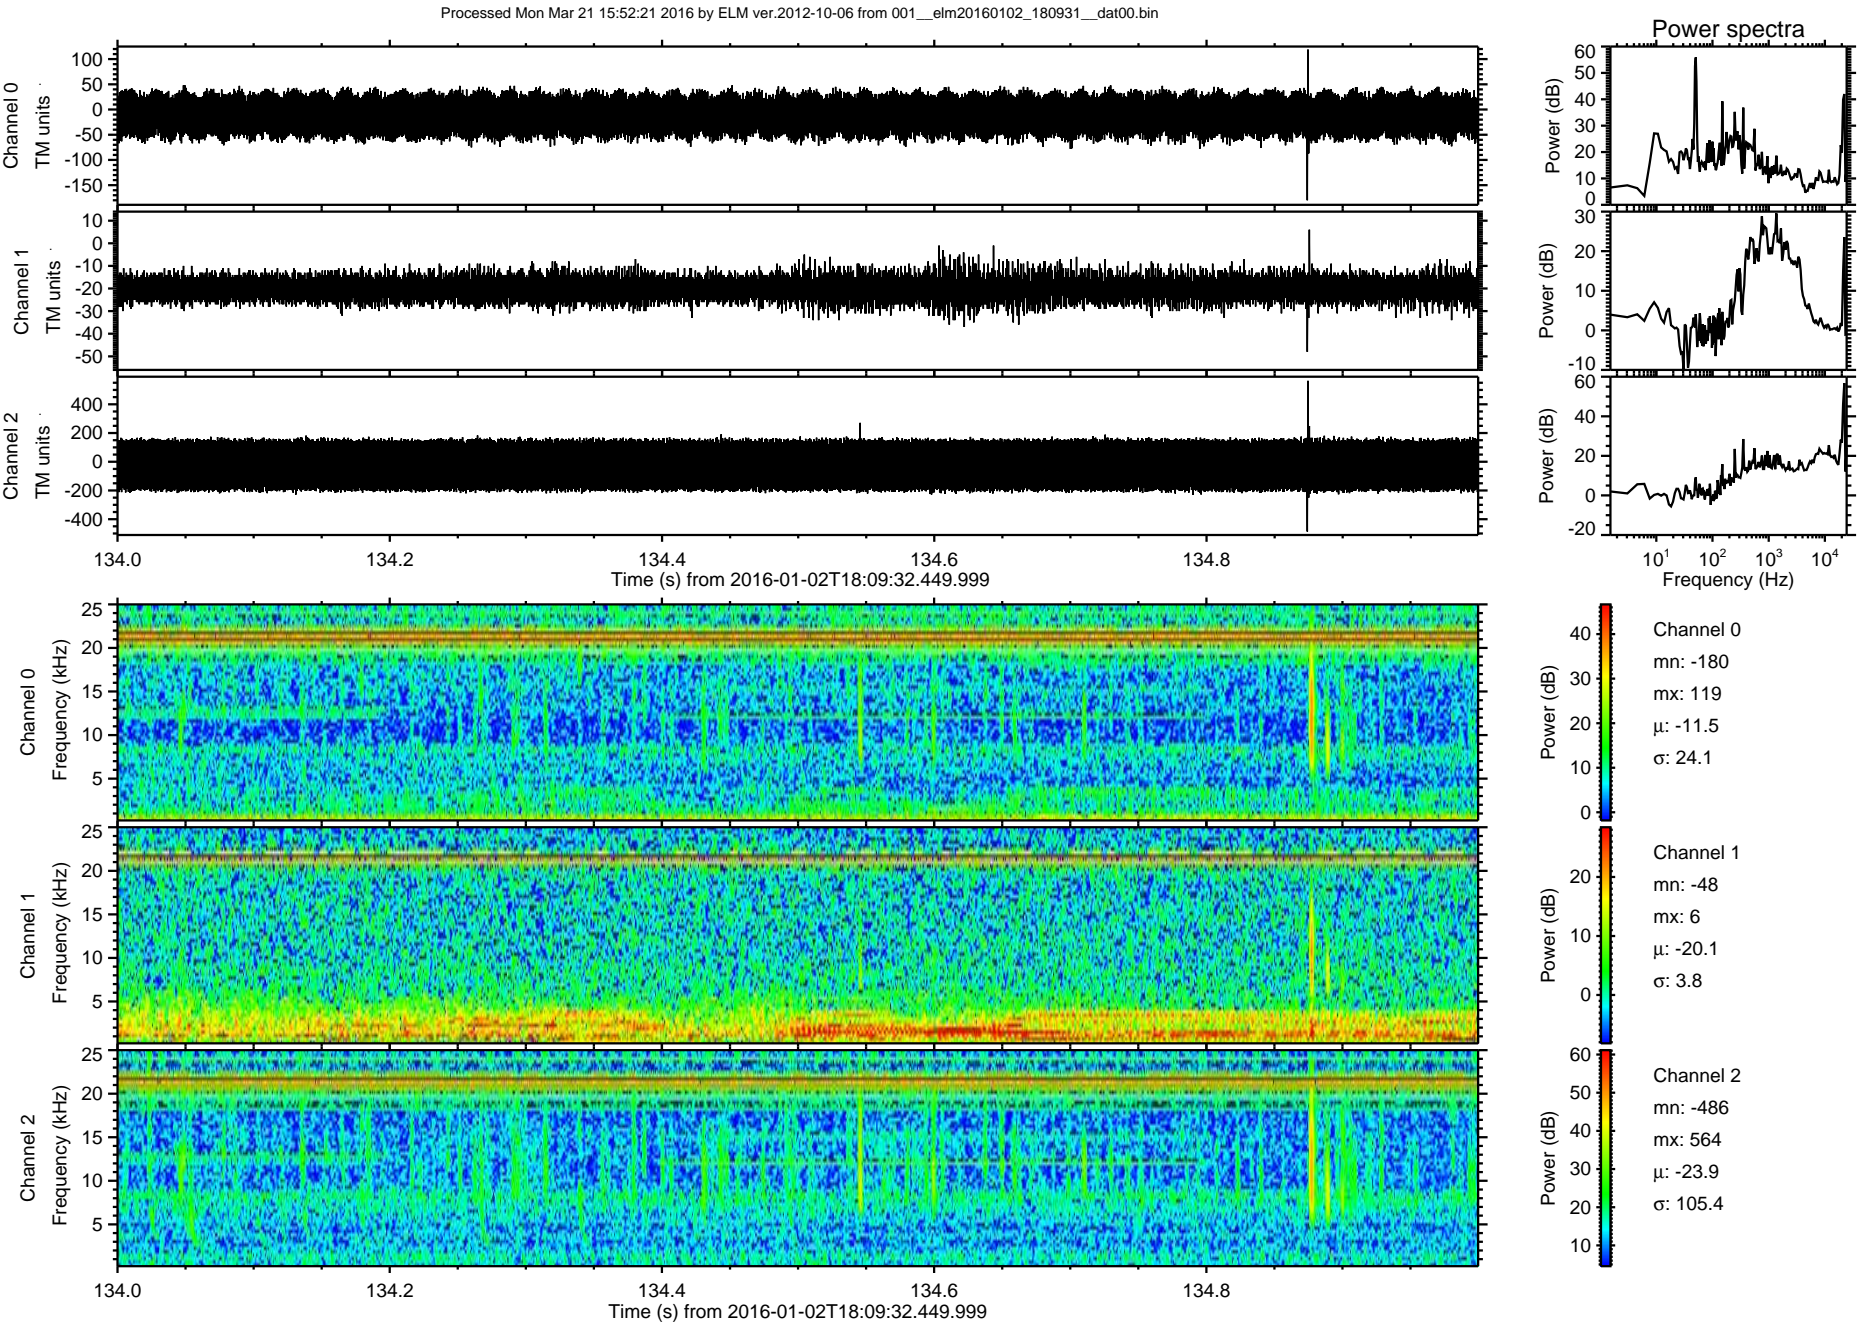 Processed Mon Mar 21 15:52:21 2016 by ELM ver.2012-10-06 from 001__elm20160102_180931__dat00.bin
Power spectra
Channel 0
TM units
100
50
0
-50
-100
-150
Power (dB)
60
50
40
30
20
10
0
Channel 1
TM units
10
0
-10
-20
-30
-40
-50
Power (dB)
30
20
10
0
-10
Channel 2
TM units
400
200
0
-200
-400
Power (dB)
60
40
20
0
-20
134.0 134.2 134.4 134.6 134.8
Time (s) from 2016-01-02T18:09:32.449.999
10¹ 10² 10³ 10⁴
Frequency (Hz)
Channel 0
Frequency (kHz)
25
20
15
10
5
Power (dB)
40
30
20
10
0
Channel 0
mn: -180
mx: 119
μ: -11.5
σ: 24.1
Channel 1
Frequency (kHz)
25
20
15
10
5
Power (dB)
20
10
0
Channel 1
mn: -48
mx: 6
μ: -20.1
σ: 3.8
Channel 2
Frequency (kHz)
25
20
15
10
5
Power (dB)
60
50
40
30
20
10
Channel 2
mn: -486
mx: 564
μ: -23.9
σ: 105.4
134.0 134.2 134.4 134.6 134.8
Time (s) from 2016-01-02T18:09:32.449.999